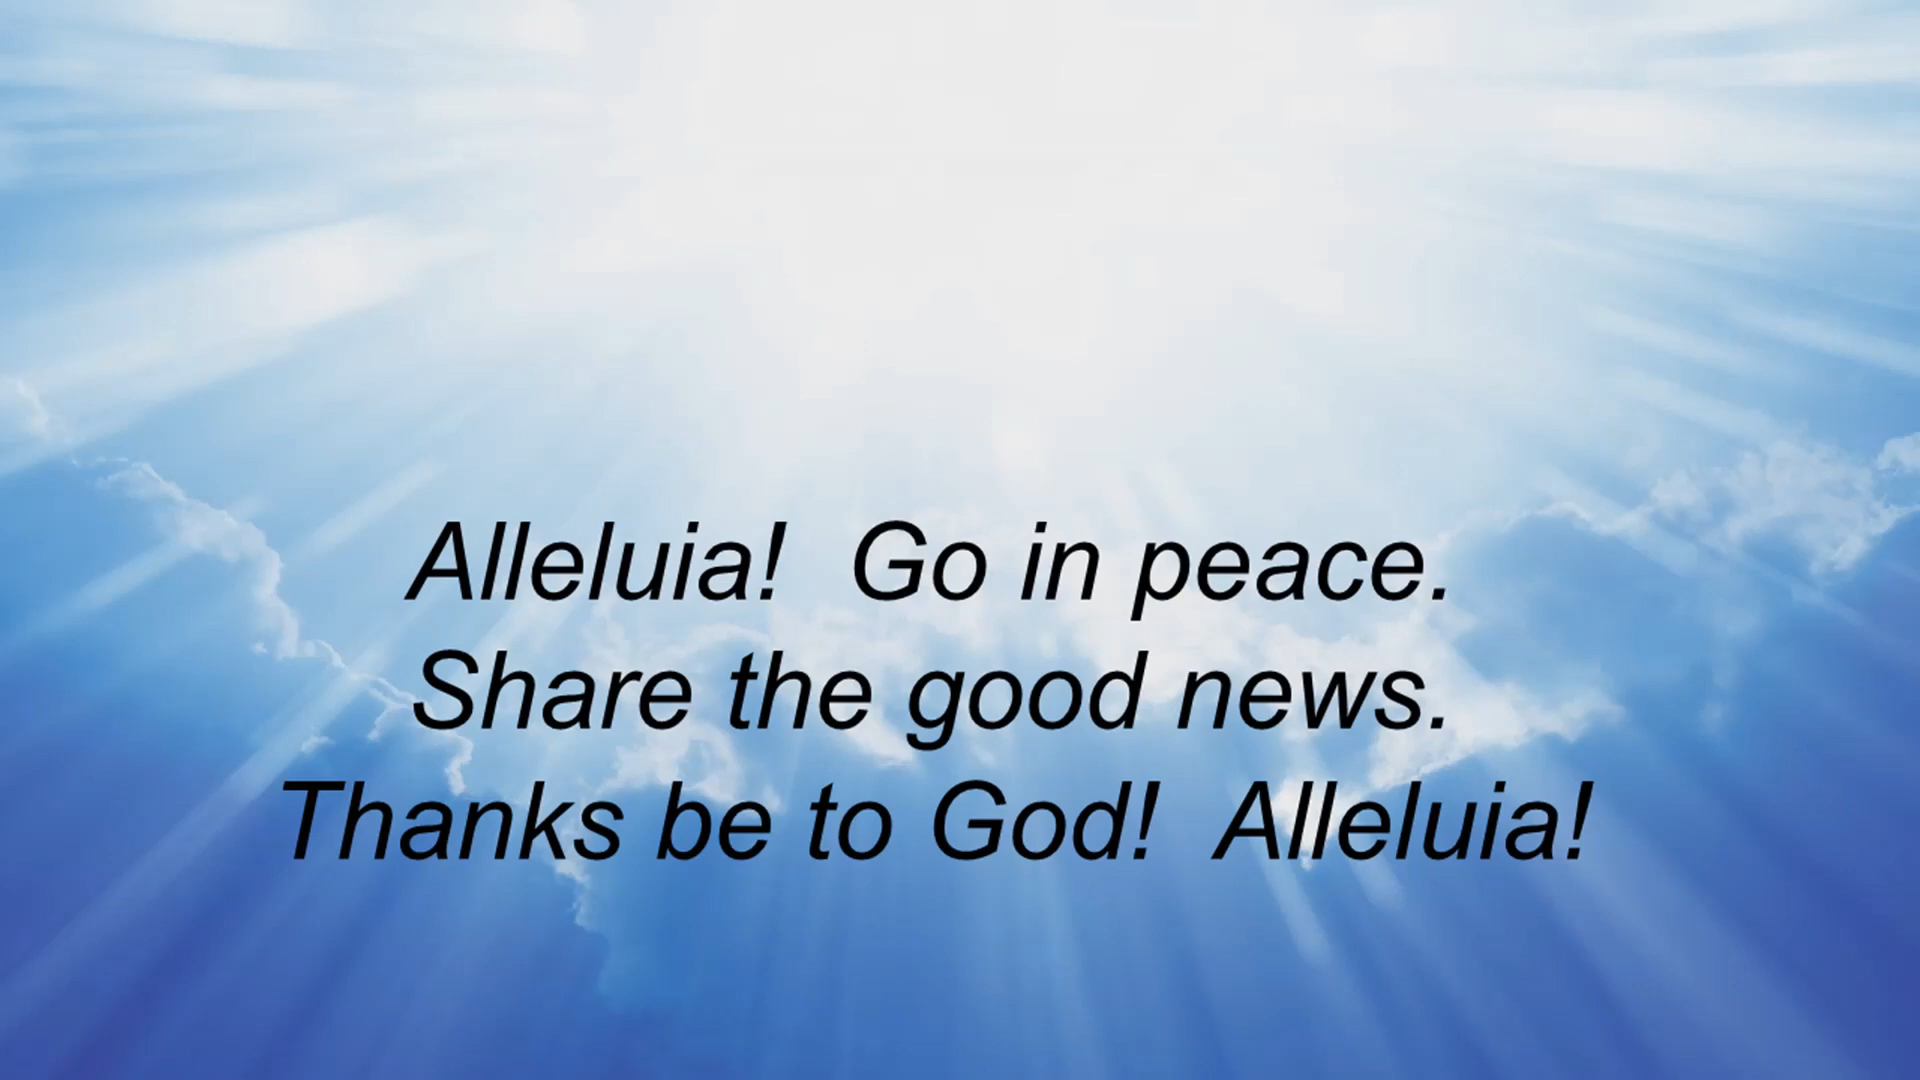 Alleluia!  Go in peace.
Share the good news.
Thanks be to God!  Alleluia!